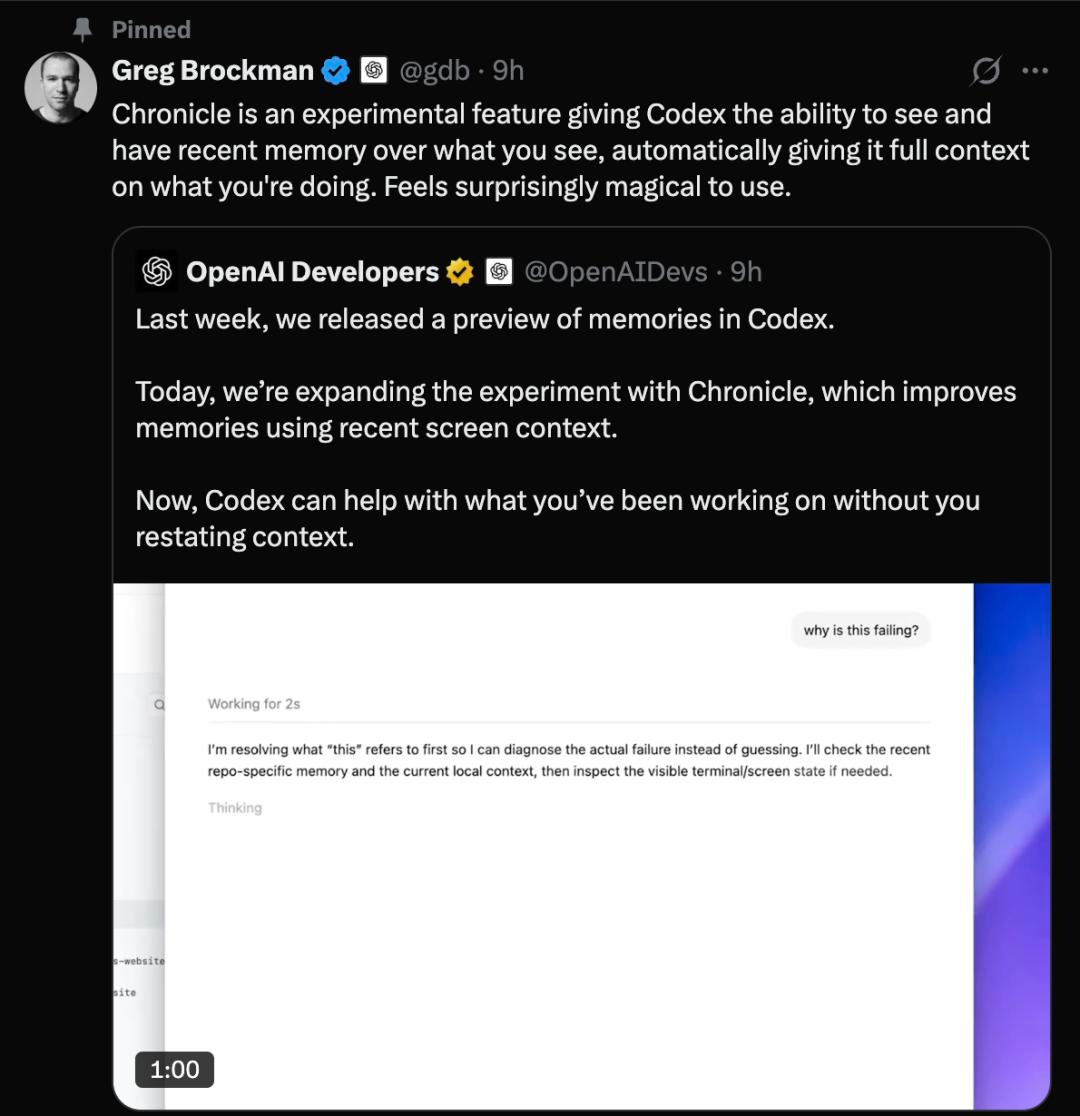 Pinned
Greg Brockman @gdb · 9h
Chronicle is an experimental feature giving Codex the ability to see and
have recent memory over what you see, automatically giving it full context
on what you're doing. Feels surprisingly magical to use.
OpenAI Developers @OpenAIDevs · 9h
Last week, we released a preview of memories in Codex.
Today, we’re expanding the experiment with Chronicle, which improves
memories using recent screen context.
Now, Codex can help with what you’ve been working on without you
restating context.
why is this failing?
Working for 2s
I’m resolving what “this” refers to first so I can diagnose the actual failure instead of guessing. I’ll check the recent
repo-specific memory and the current local context, then inspect the visible terminal/screen state if needed.
Thinking
s-website
site
1:00